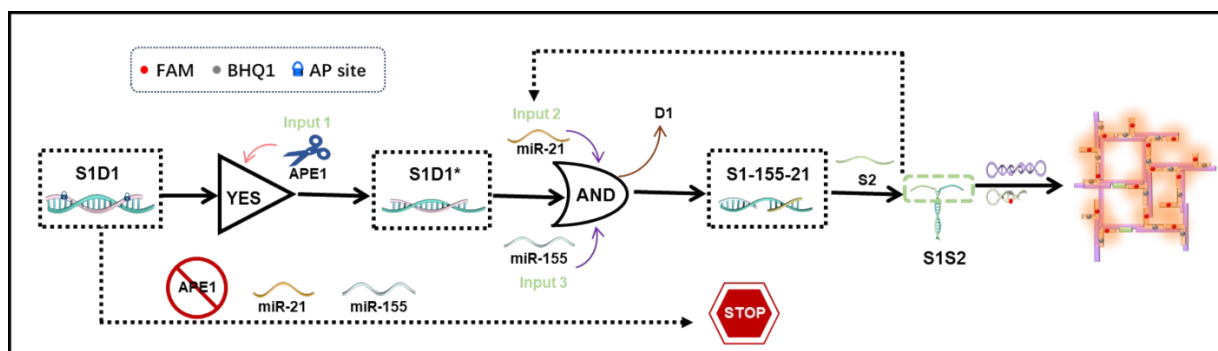 FAM BHQ1 AP site
Input 1
APE1
Input 2
miR-21
D1
S1D1
YES
S1D1*
AND
S1-155-21
S2
miR-155
Input 3
S1S2
APE1
miR-21
miR-155
STOP